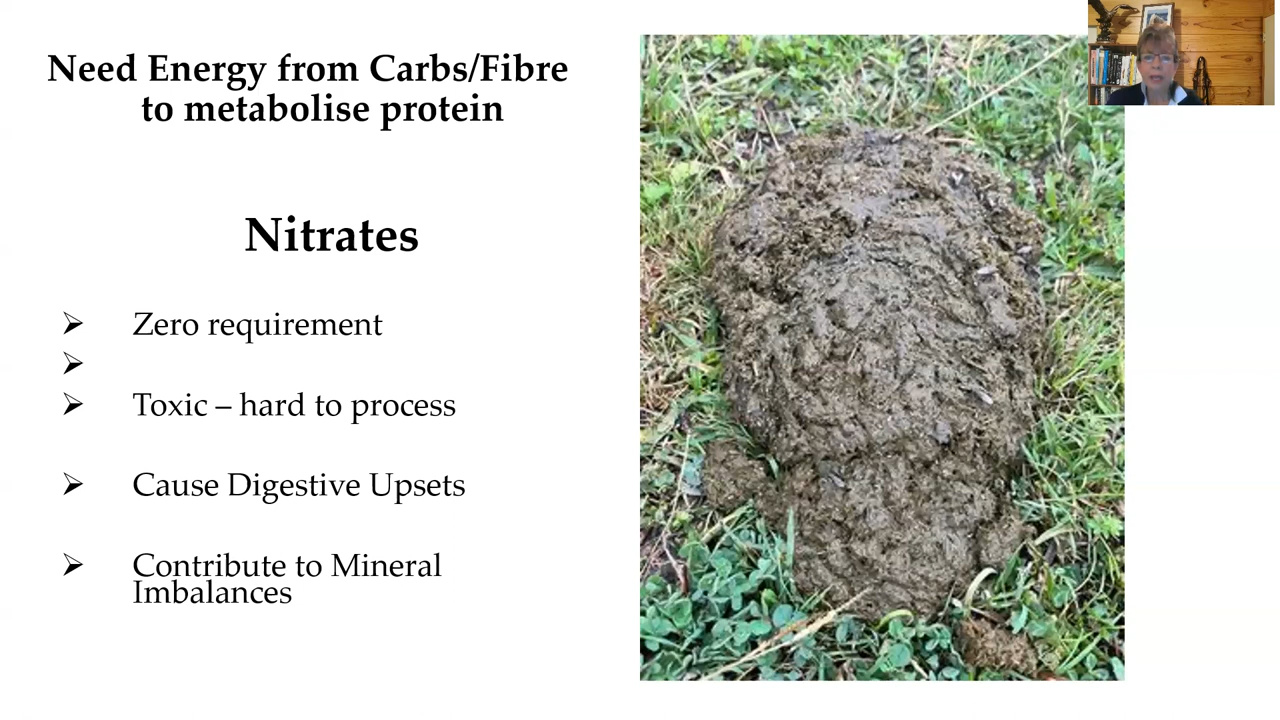 Need Energy from Carbs/Fibre
to metabolise protein
Nitrates
➢ Zero requirement
➢
➢ Toxic – hard to process
➢ Cause Digestive Upsets
➢ Contribute to Mineral
Imbalances